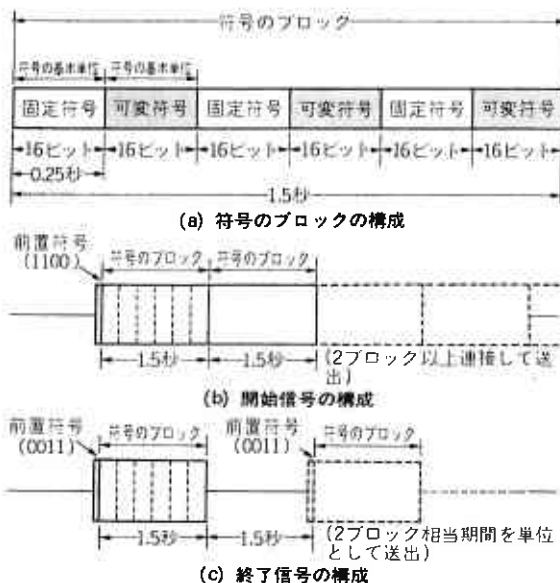 符号のブロック
符号の基本単位 符号の基本単位
固定符号 可変符号 固定符号 可変符号 固定符号 可変符号
16ビット 16ビット 16ビット 16ビット 16ビット 16ビット
0.25秒
1.5秒
(a) 符号のブロックの構成
前置符号
(1100)
符号のブロック 符号のブロック
1.5秒 1.5秒
(2ブロック以上連接して送
出)
(b) 開始信号の構成
前置符号
(0011)
符号のブロック
前置符号
(0011)
符号のブロック
1.5秒 1.5秒
(2ブロック相当期間を単位
として送出)
(c) 終了信号の構成